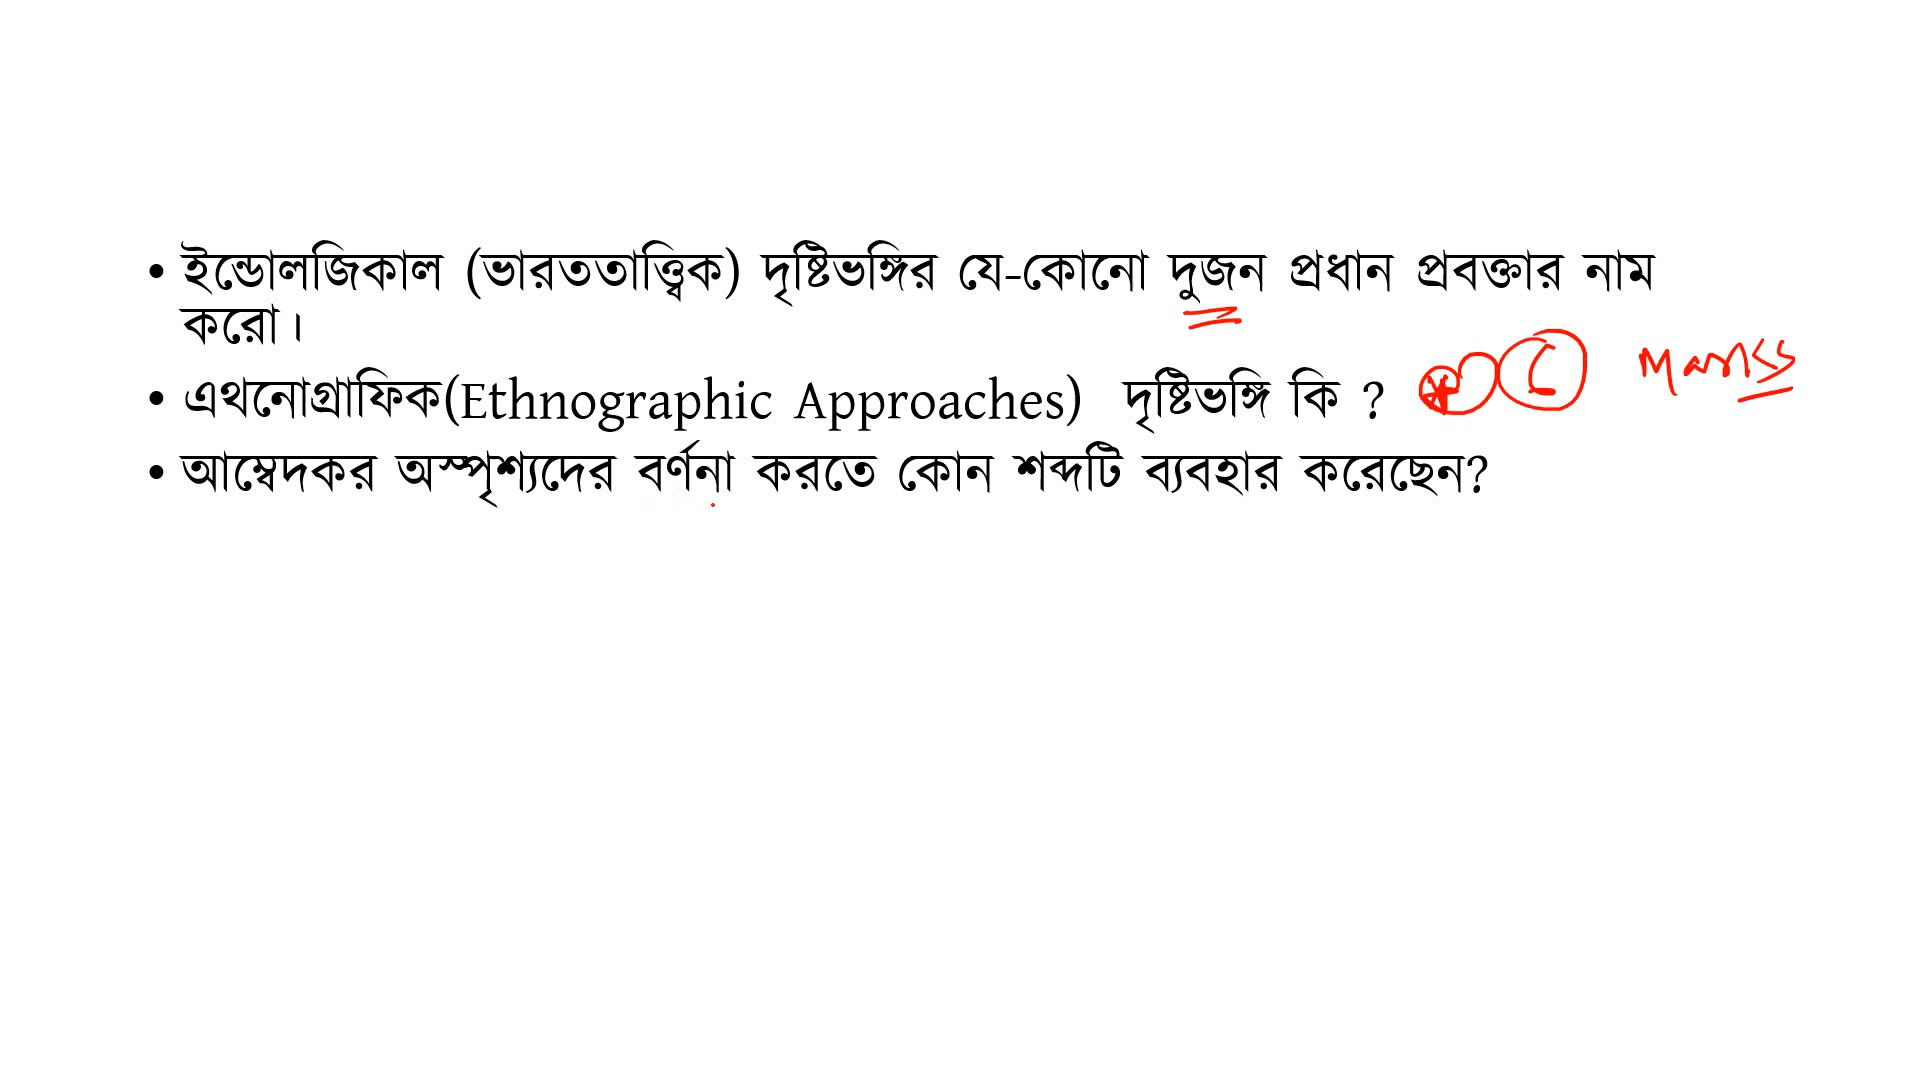 • ইন্ডোলজিকাল (ভারততাত্ত্বিক) দৃষ্টিভঙ্গির যে-কোনো দুজন প্রধান প্রবক্তার নাম
করো।
• এথনোগ্রাফিক(Ethnographic Approaches) দৃষ্টিভঙ্গি কি ?
• আম্বেদকর অস্পৃশ্যদের বর্ণনা করতে কোন শব্দটি ব্যবহার করেছেন?